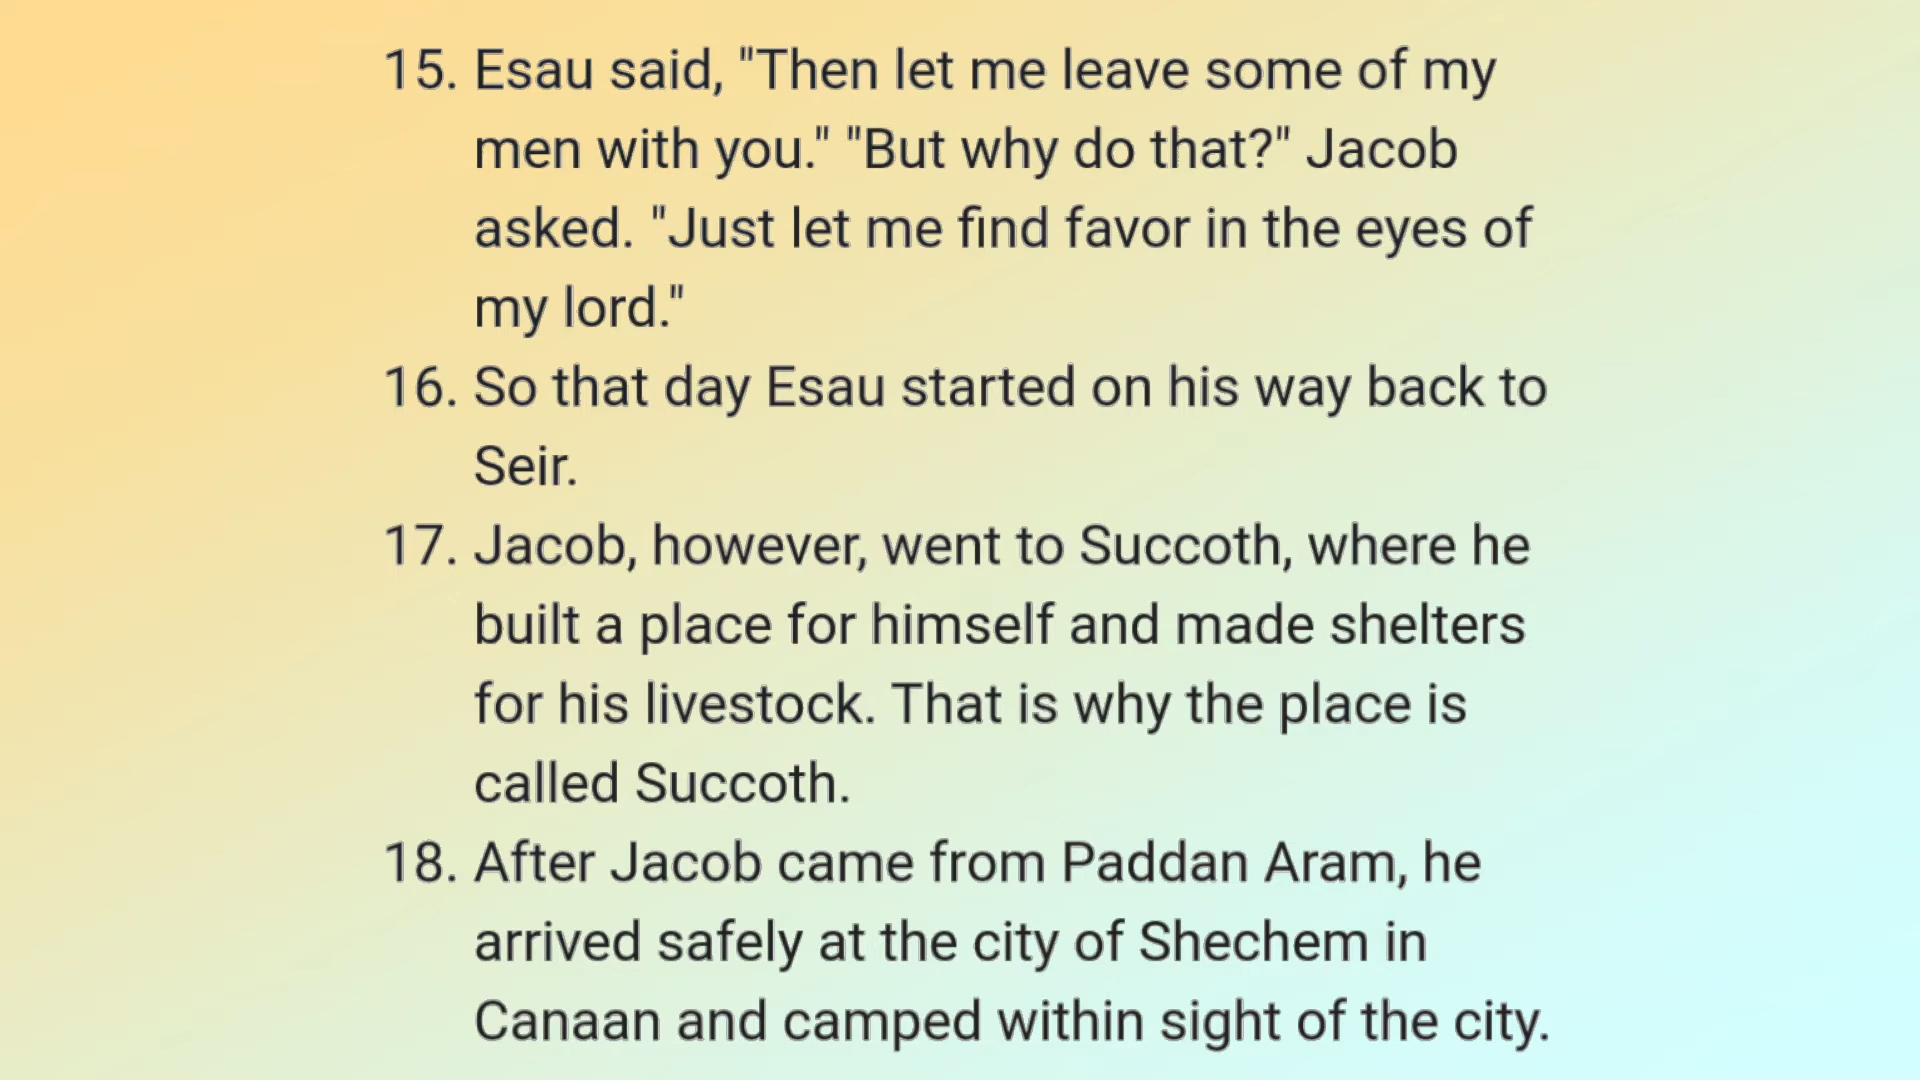 15. Esau said, "Then let me leave some of my
men with you." "But why do that?" Jacob
asked. "Just let me find favor in the eyes of
my lord."
16. So that day Esau started on his way back to
Seir.
17. Jacob, however, went to Succoth, where he
built a place for himself and made shelters
for his livestock. That is why the place is
called Succoth.
18. After Jacob came from Paddan Aram, he
arrived safely at the city of Shechem in
Canaan and camped within sight of the city.